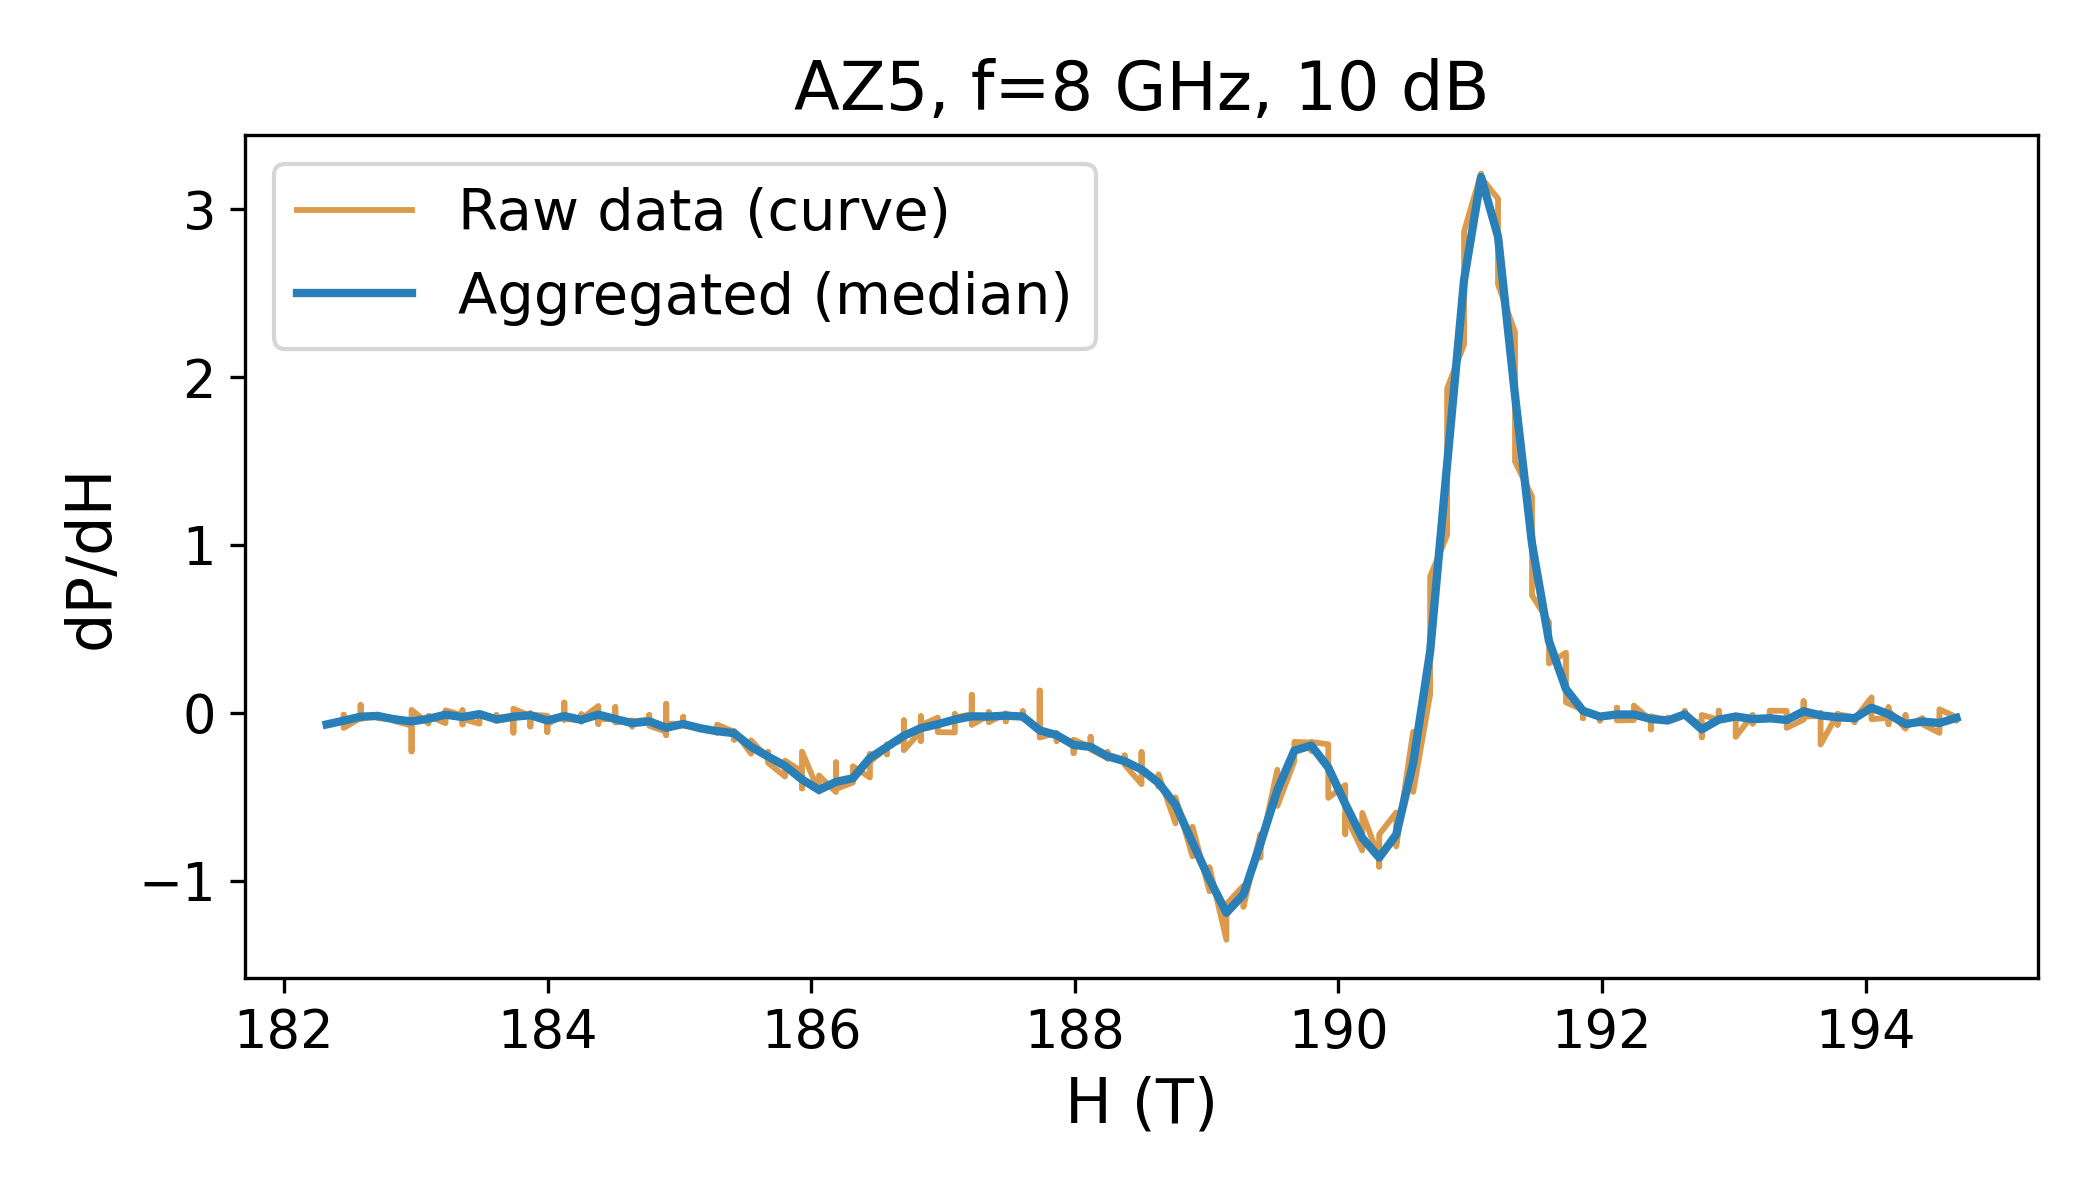 AZ5, f=8 GHz, 10 dB
Raw data (curve)
Aggregated (median)
dP/dH
3
2
1
0
−1
182 184 186 188 190 192 194
H (T)